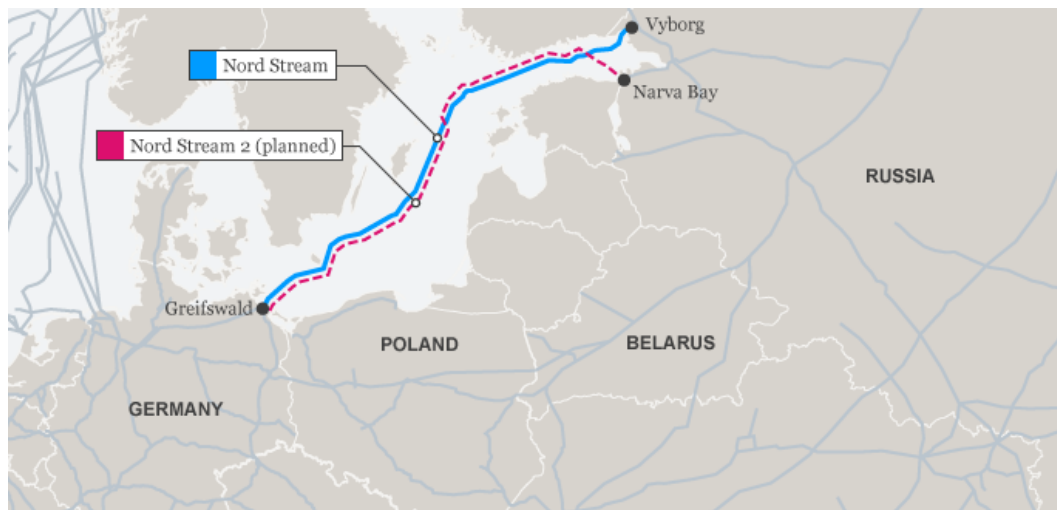 Vyborg
Nord Stream
Narva Bay
Nord Stream 2 (planned)
RUSSIA
Greifswald
POLAND
BELARUS
GERMANY